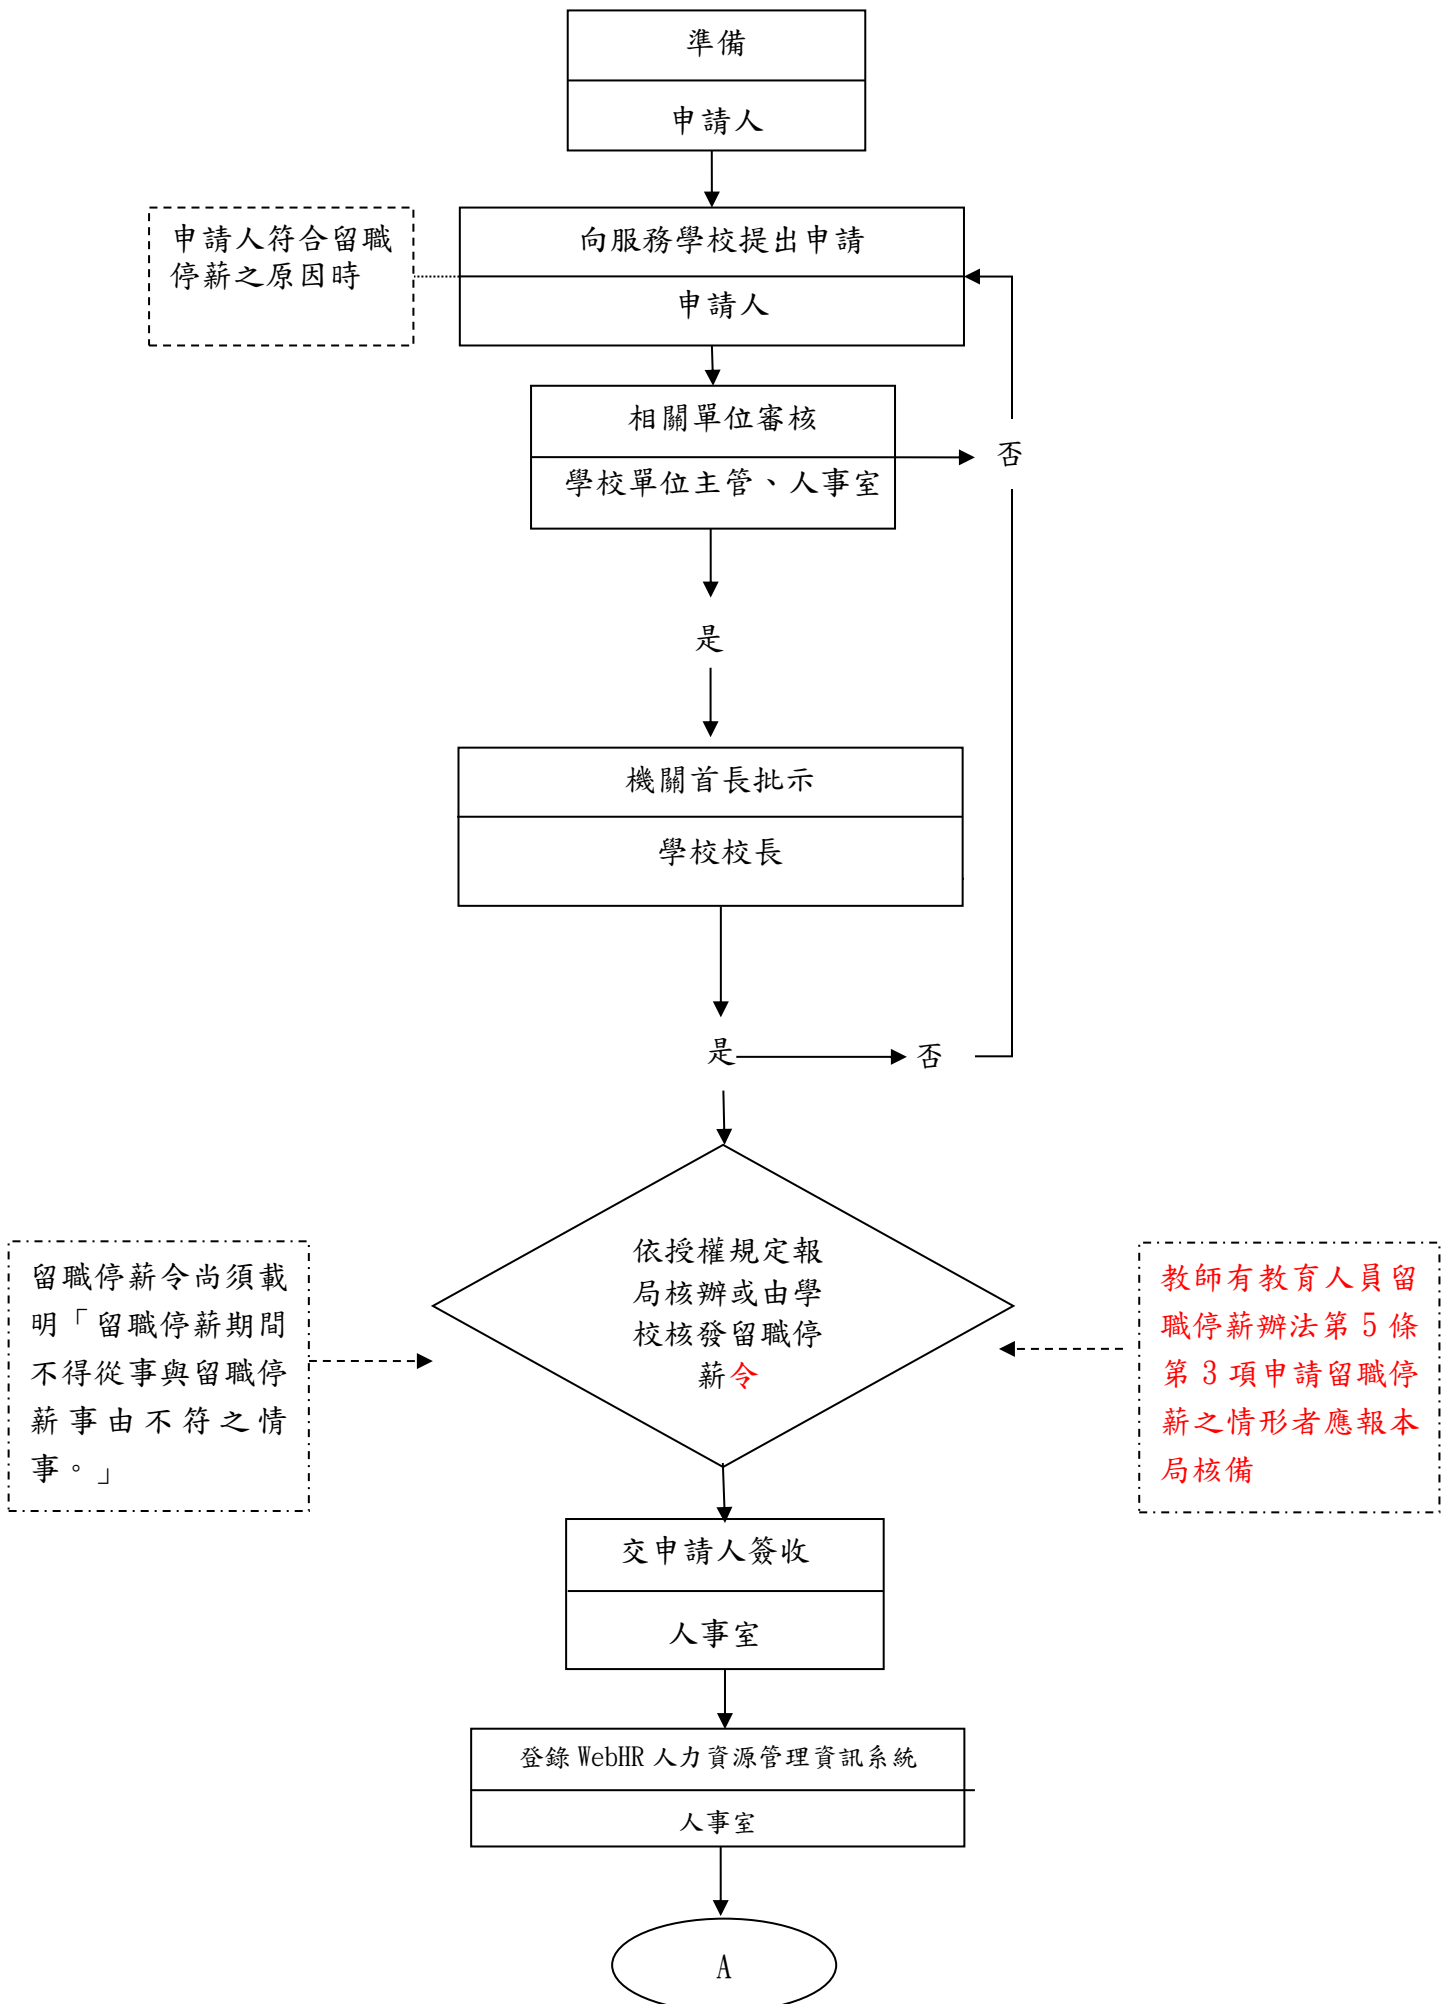 準備
申請人
申請人符合留職
停薪之原因時
向服務學校提出申請
申請人
相關單位審核
學校單位主管、人事室
否
是
機關首長批示
學校校長
是
否
依授權規定報
局核辦或由學
校核發留職停
薪令
留職停薪令尚須載
明「留職停薪期間
不得從事與留職停
薪事由不符之情
事。」
教師有教育人員留
職停薪辦法第 5 條
第 3 項申請留職停
薪之情形者應報本
局核備
交申請人簽收
人事室
登錄 WebHR 人力資源管理資訊系統
人事室
A